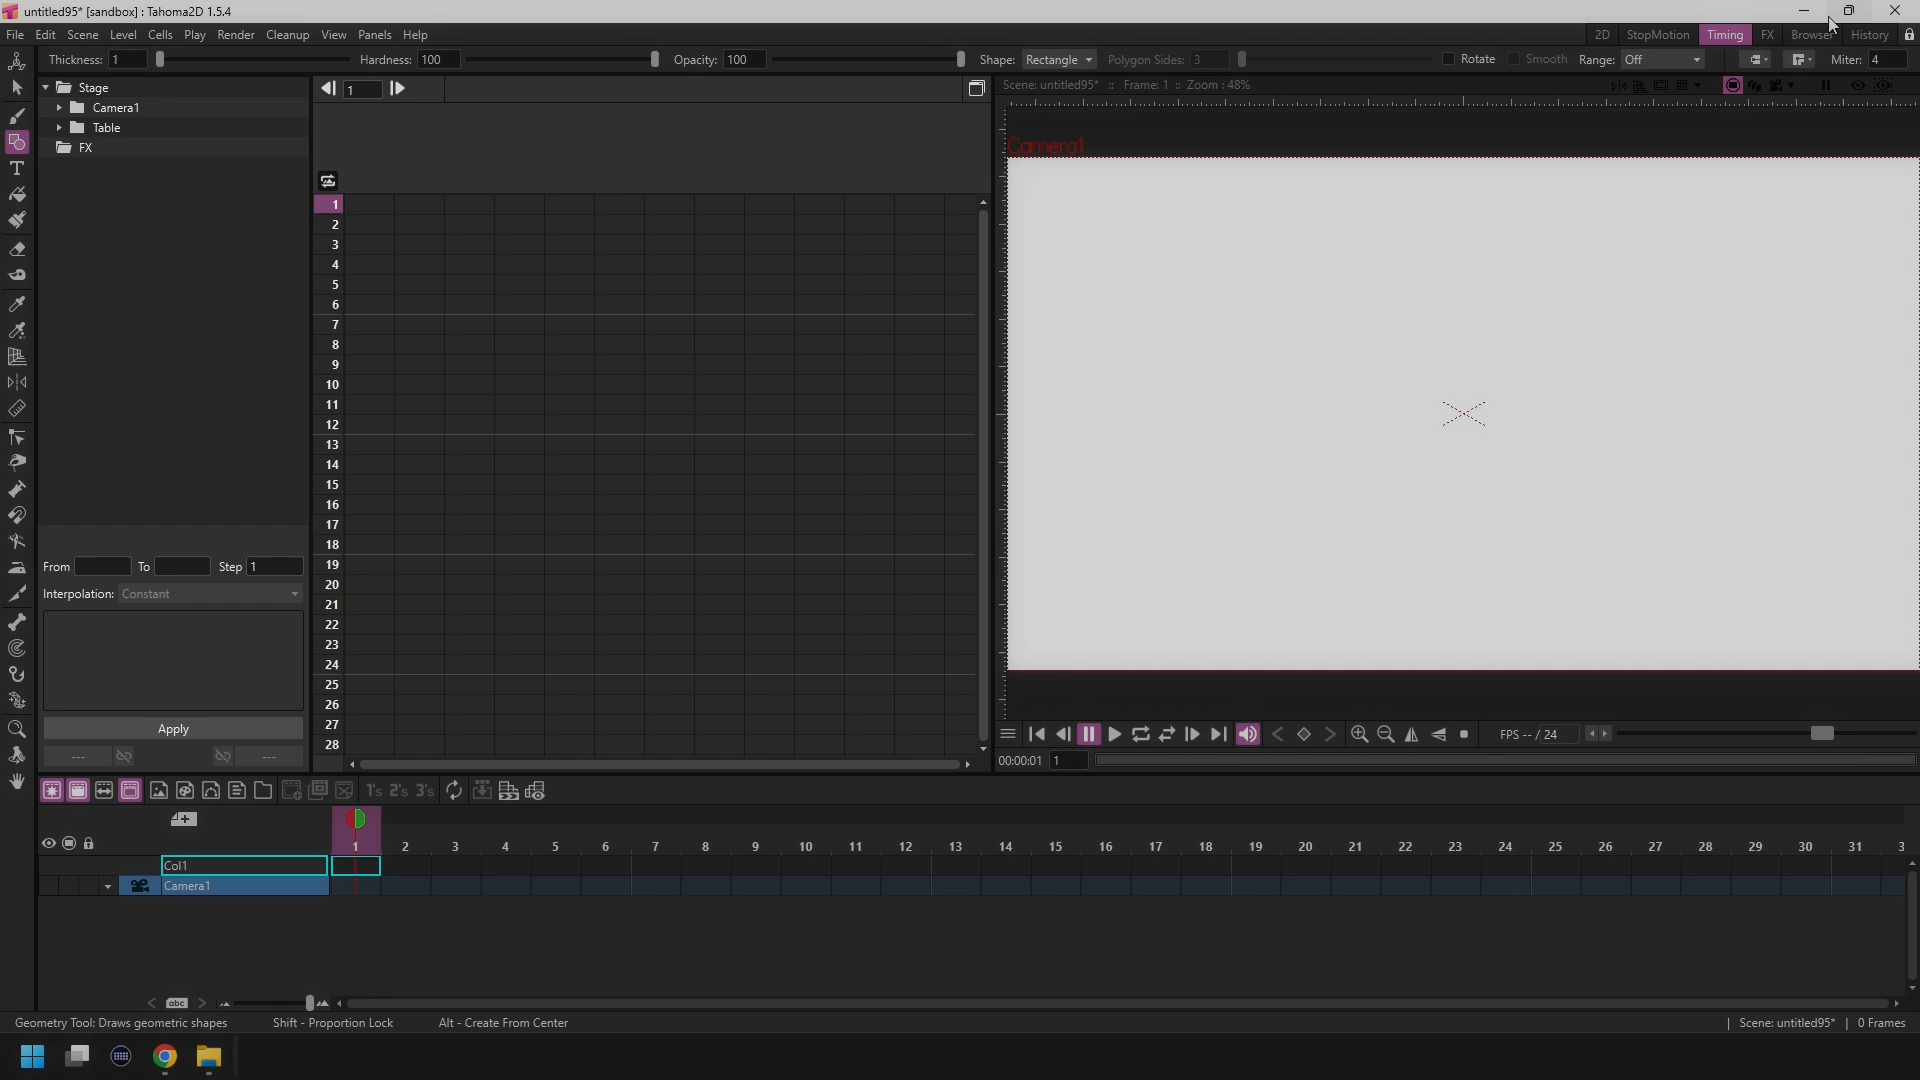 untitled95* [sandbox] : Tahoma2D 1.5.4
File Edit Scene Level Cells Play Render Cleanup View Panels Help
2D StopMotion Timing FX Browser History
Thickness: 1 Hardness: 100 Opacity: 100 Shape: Rectangle Polygon Sides: 3 Rotate Smooth Range: Off Miter: 4
Stage
Camera1
Table
FX
1
Scene: untitled95* :: Frame: 1 :: Zoom : 48%
Camera1
1
2
3
4
5
6
7
8
9
10
11
12
13
14
15
16
17
18
19
20
21
22
23
24
25
26
27
28
From To Step 1
Interpolation: Constant
Apply
--- ---
FPS -- / 24
00:00:01 1
1's 2's 3's
1 2 3 4 5 6 7 8 9 10 11 12 13 14 15 16 17 18 19 20 21 22 23 24 25 26 27 28 29 30 31 3
Col1
Camera1
abc
Geometry Tool: Draws geometric shapes Shift - Proportion Lock Alt - Create From Center
| Scene: untitled95* | 0 Frames